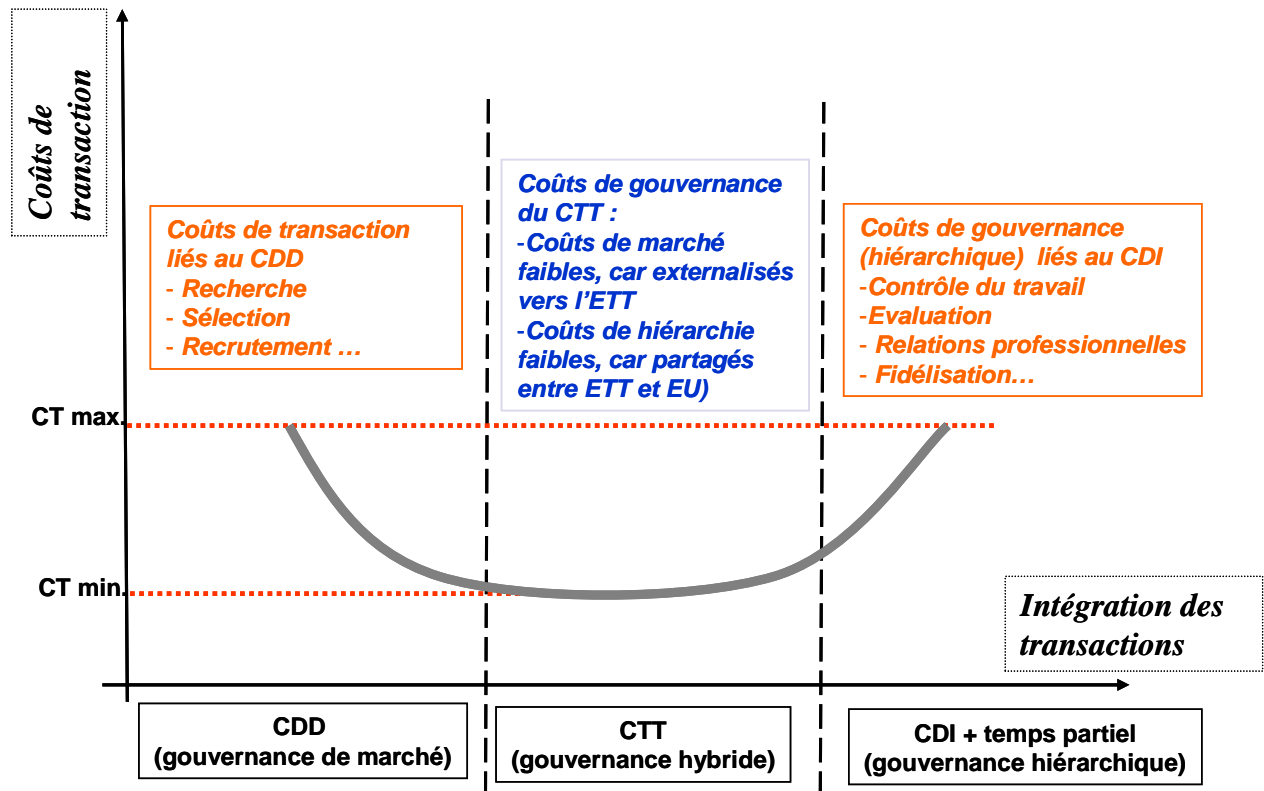 Coûts de
transaction
Coûts de transaction
liés au CDD
- Recherche
- Sélection
- Recrutement …
Coûts de gouvernance
du CTT :
-Coûts de marché
faibles, car externalisés
vers l’ETT
-Coûts de hiérarchie
faibles, car partagés
entre ETT et EU)
Coûts de gouvernance
(hiérarchique) liés au CDI
-Contrôle du travail
-Evaluation
- Relations professionnelles
- Fidélisation…
CT max.
CT min.
Intégration des
transactions
CDD
(gouvernance de marché)
CTT
(gouvernance hybride)
CDI + temps partiel
(gouvernance hiérarchique)